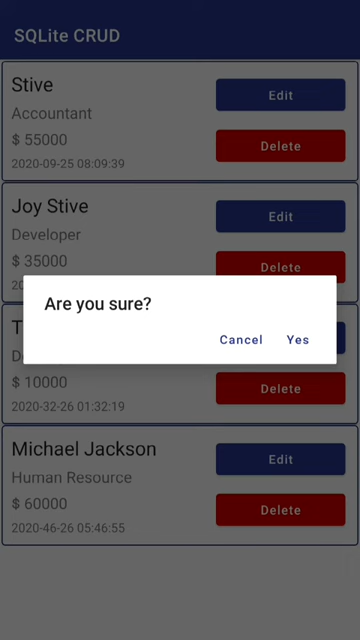 SQLite CRUD
Stive
Edit
Accountant
$ 55000
Delete
2020-09-25 08:09:39
Joy Stive
Edit
Developer
$ 35000
Delete
Are you sure?
Cancel Yes
$ 10000
Delete
2020-32-26 01:32:19
Michael Jackson
Edit
Human Resource
$ 60000
Delete
2020-46-26 05:46:55